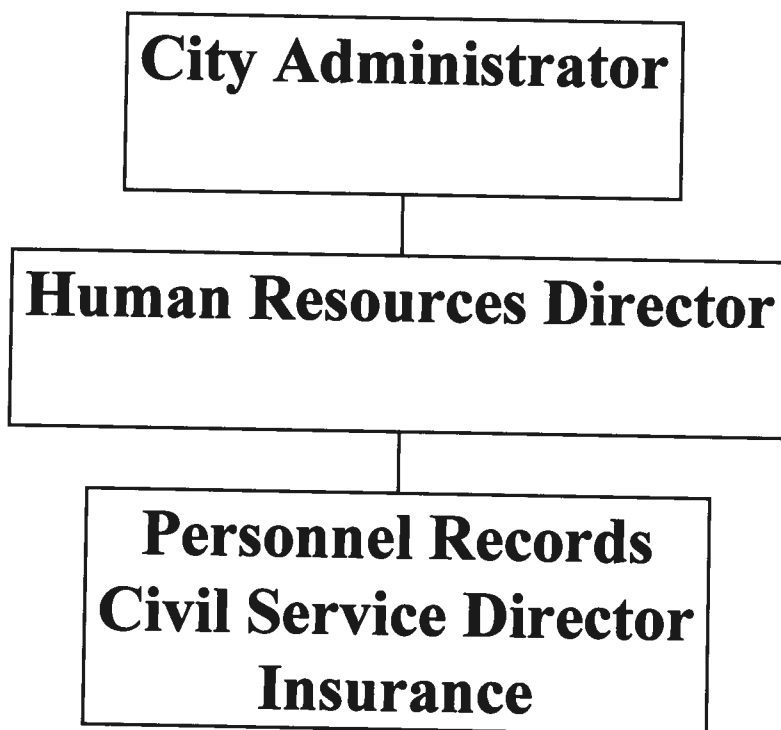 City Administrator
Human Resources Director
Personnel Records
Civil Service Director
Insurance